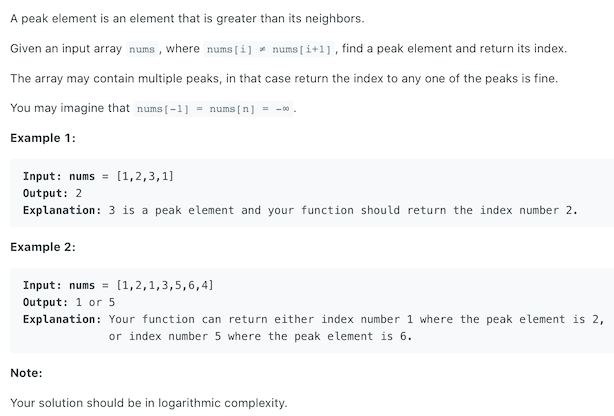 A peak element is an element that is greater than its neighbors.
Given an input array nums , where nums[i] ≠ nums[i+1] , find a peak element and return its index.
The array may contain multiple peaks, in that case return the index to any one of the peaks is fine.
You may imagine that nums[-1] = nums[n] = -∞ .
Example 1:
Input: nums = [1,2,3,1]
Output: 2
Explanation: 3 is a peak element and your function should return the index number 2.
Example 2:
Input: nums = [1,2,1,3,5,6,4]
Output: 1 or 5
Explanation: Your function can return either index number 1 where the peak element is 2,
or index number 5 where the peak element is 6.
Note:
Your solution should be in logarithmic complexity.